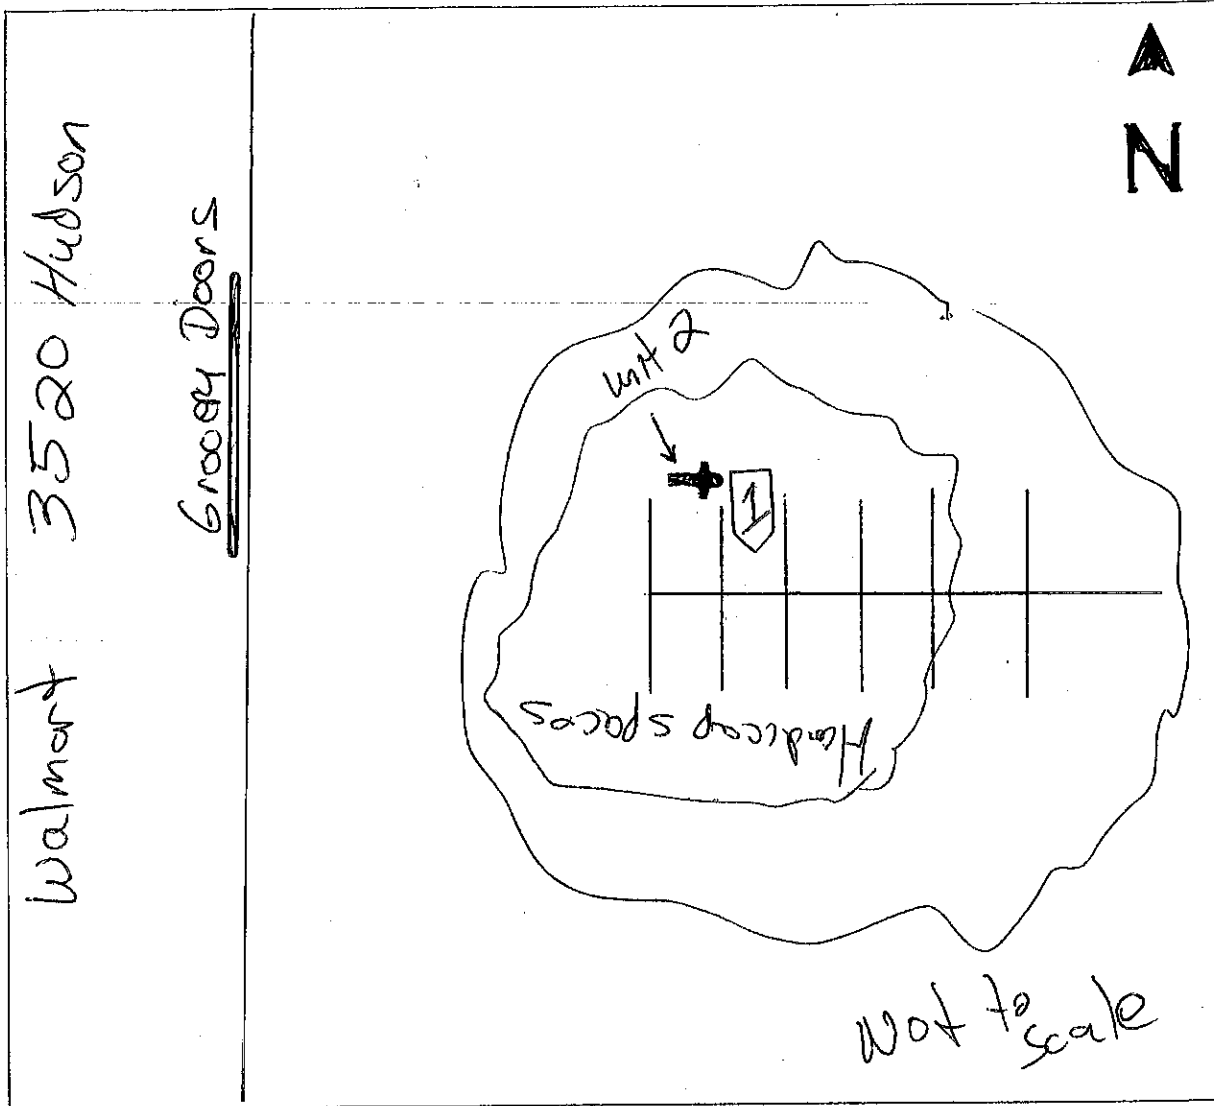 Walmart 3520 Hudson
Grocery Doors
N
unit 2
1
Handicap spaces
Not to scale